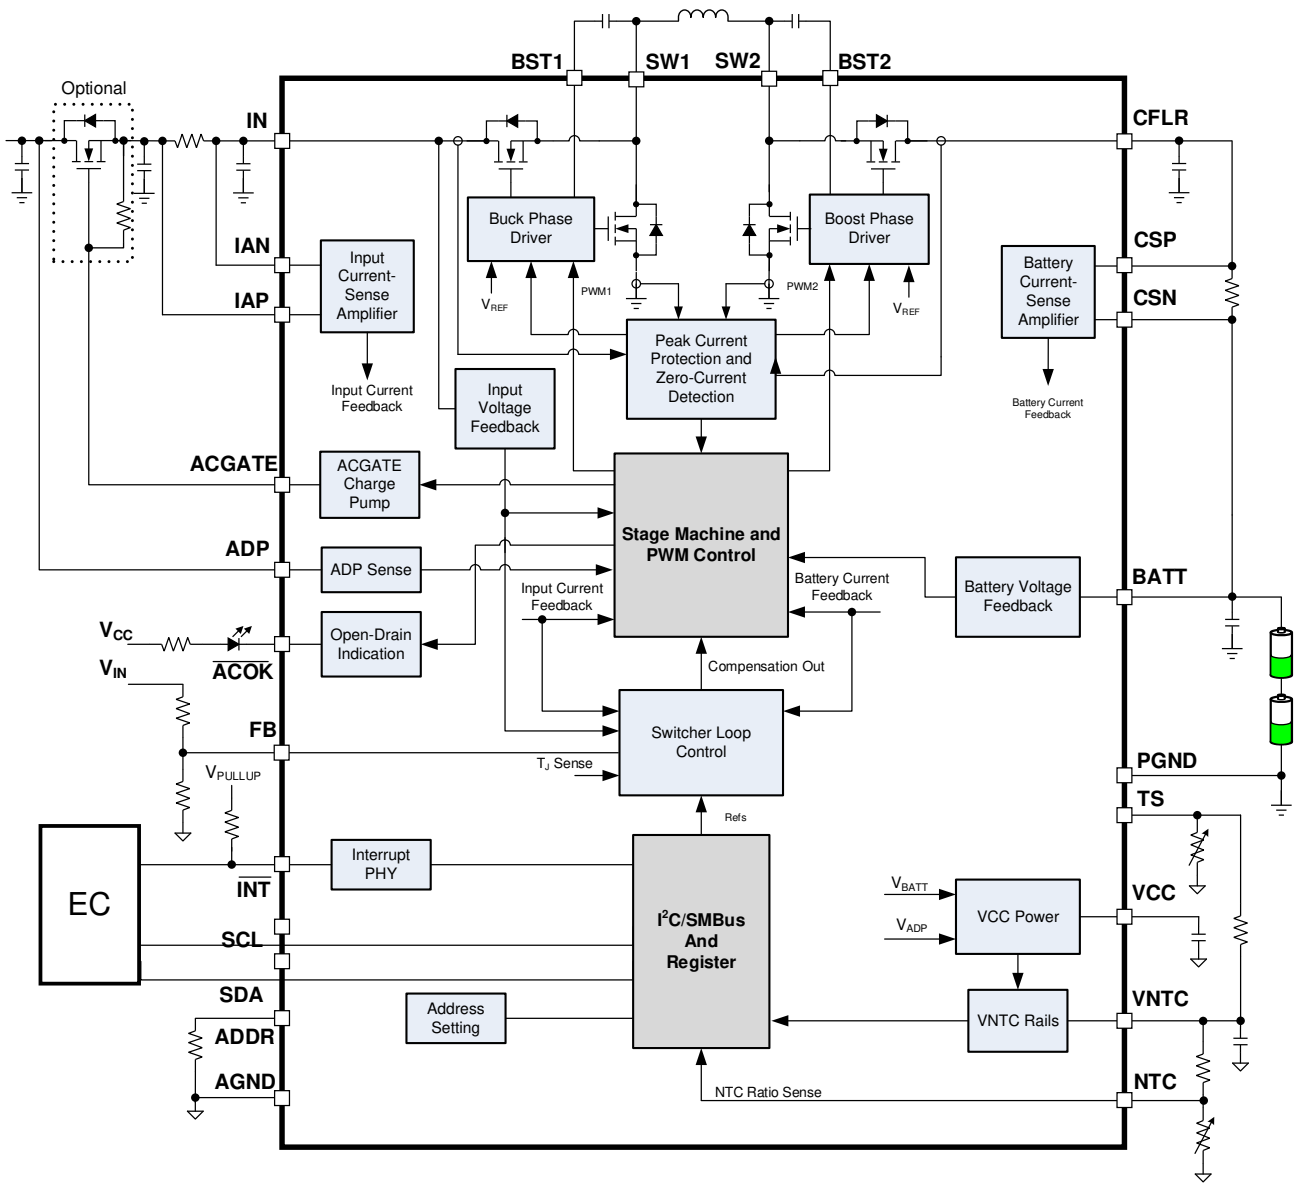 BST1
SW1
SW2
BST2
Optional
IN
CFLR
Buck Phase
Driver
Boost Phase
Driver
IAN
IAP
Input
Current-
Sense
Amplifier
CSP
CSN
Battery
Current-
Sense
Amplifier
VREF
PWM1
PWM2
VREF
Peak Current
Protection and
Zero-Current
Detection
Input Current
Feedback
Input
Voltage
Feedback
Battery Current
Feedback
ACGATE
ACGATE
Charge
Pump
Stage Machine and
PWM Control
ADP
ADP Sense
Input Current
Feedback
Battery Current
Feedback
Battery Voltage
Feedback
BATT
VCC
ACOK
Open-Drain
Indication
VIN
Compensation Out
FB
Switcher Loop
Control
TJ Sense
VPULLUP
PGND
TS
Refs
EC
INT
Interrupt
PHY
I2C/SMBus
And
Register
VBATT
VADP
VCC Power
VCC
SCL
SDA
Address
Setting
VNTC Rails
VNTC
ADDR
AGND
NTC Ratio Sense
NTC